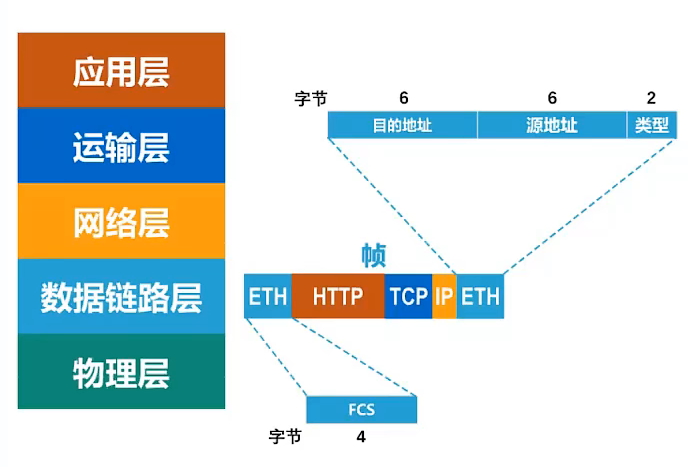 应用层
运输层
网络层
数据链路层
物理层
字节 6 6 2
目的地址 源地址 类型
帧
ETH HTTP TCP IP ETH
FCS
字节 4